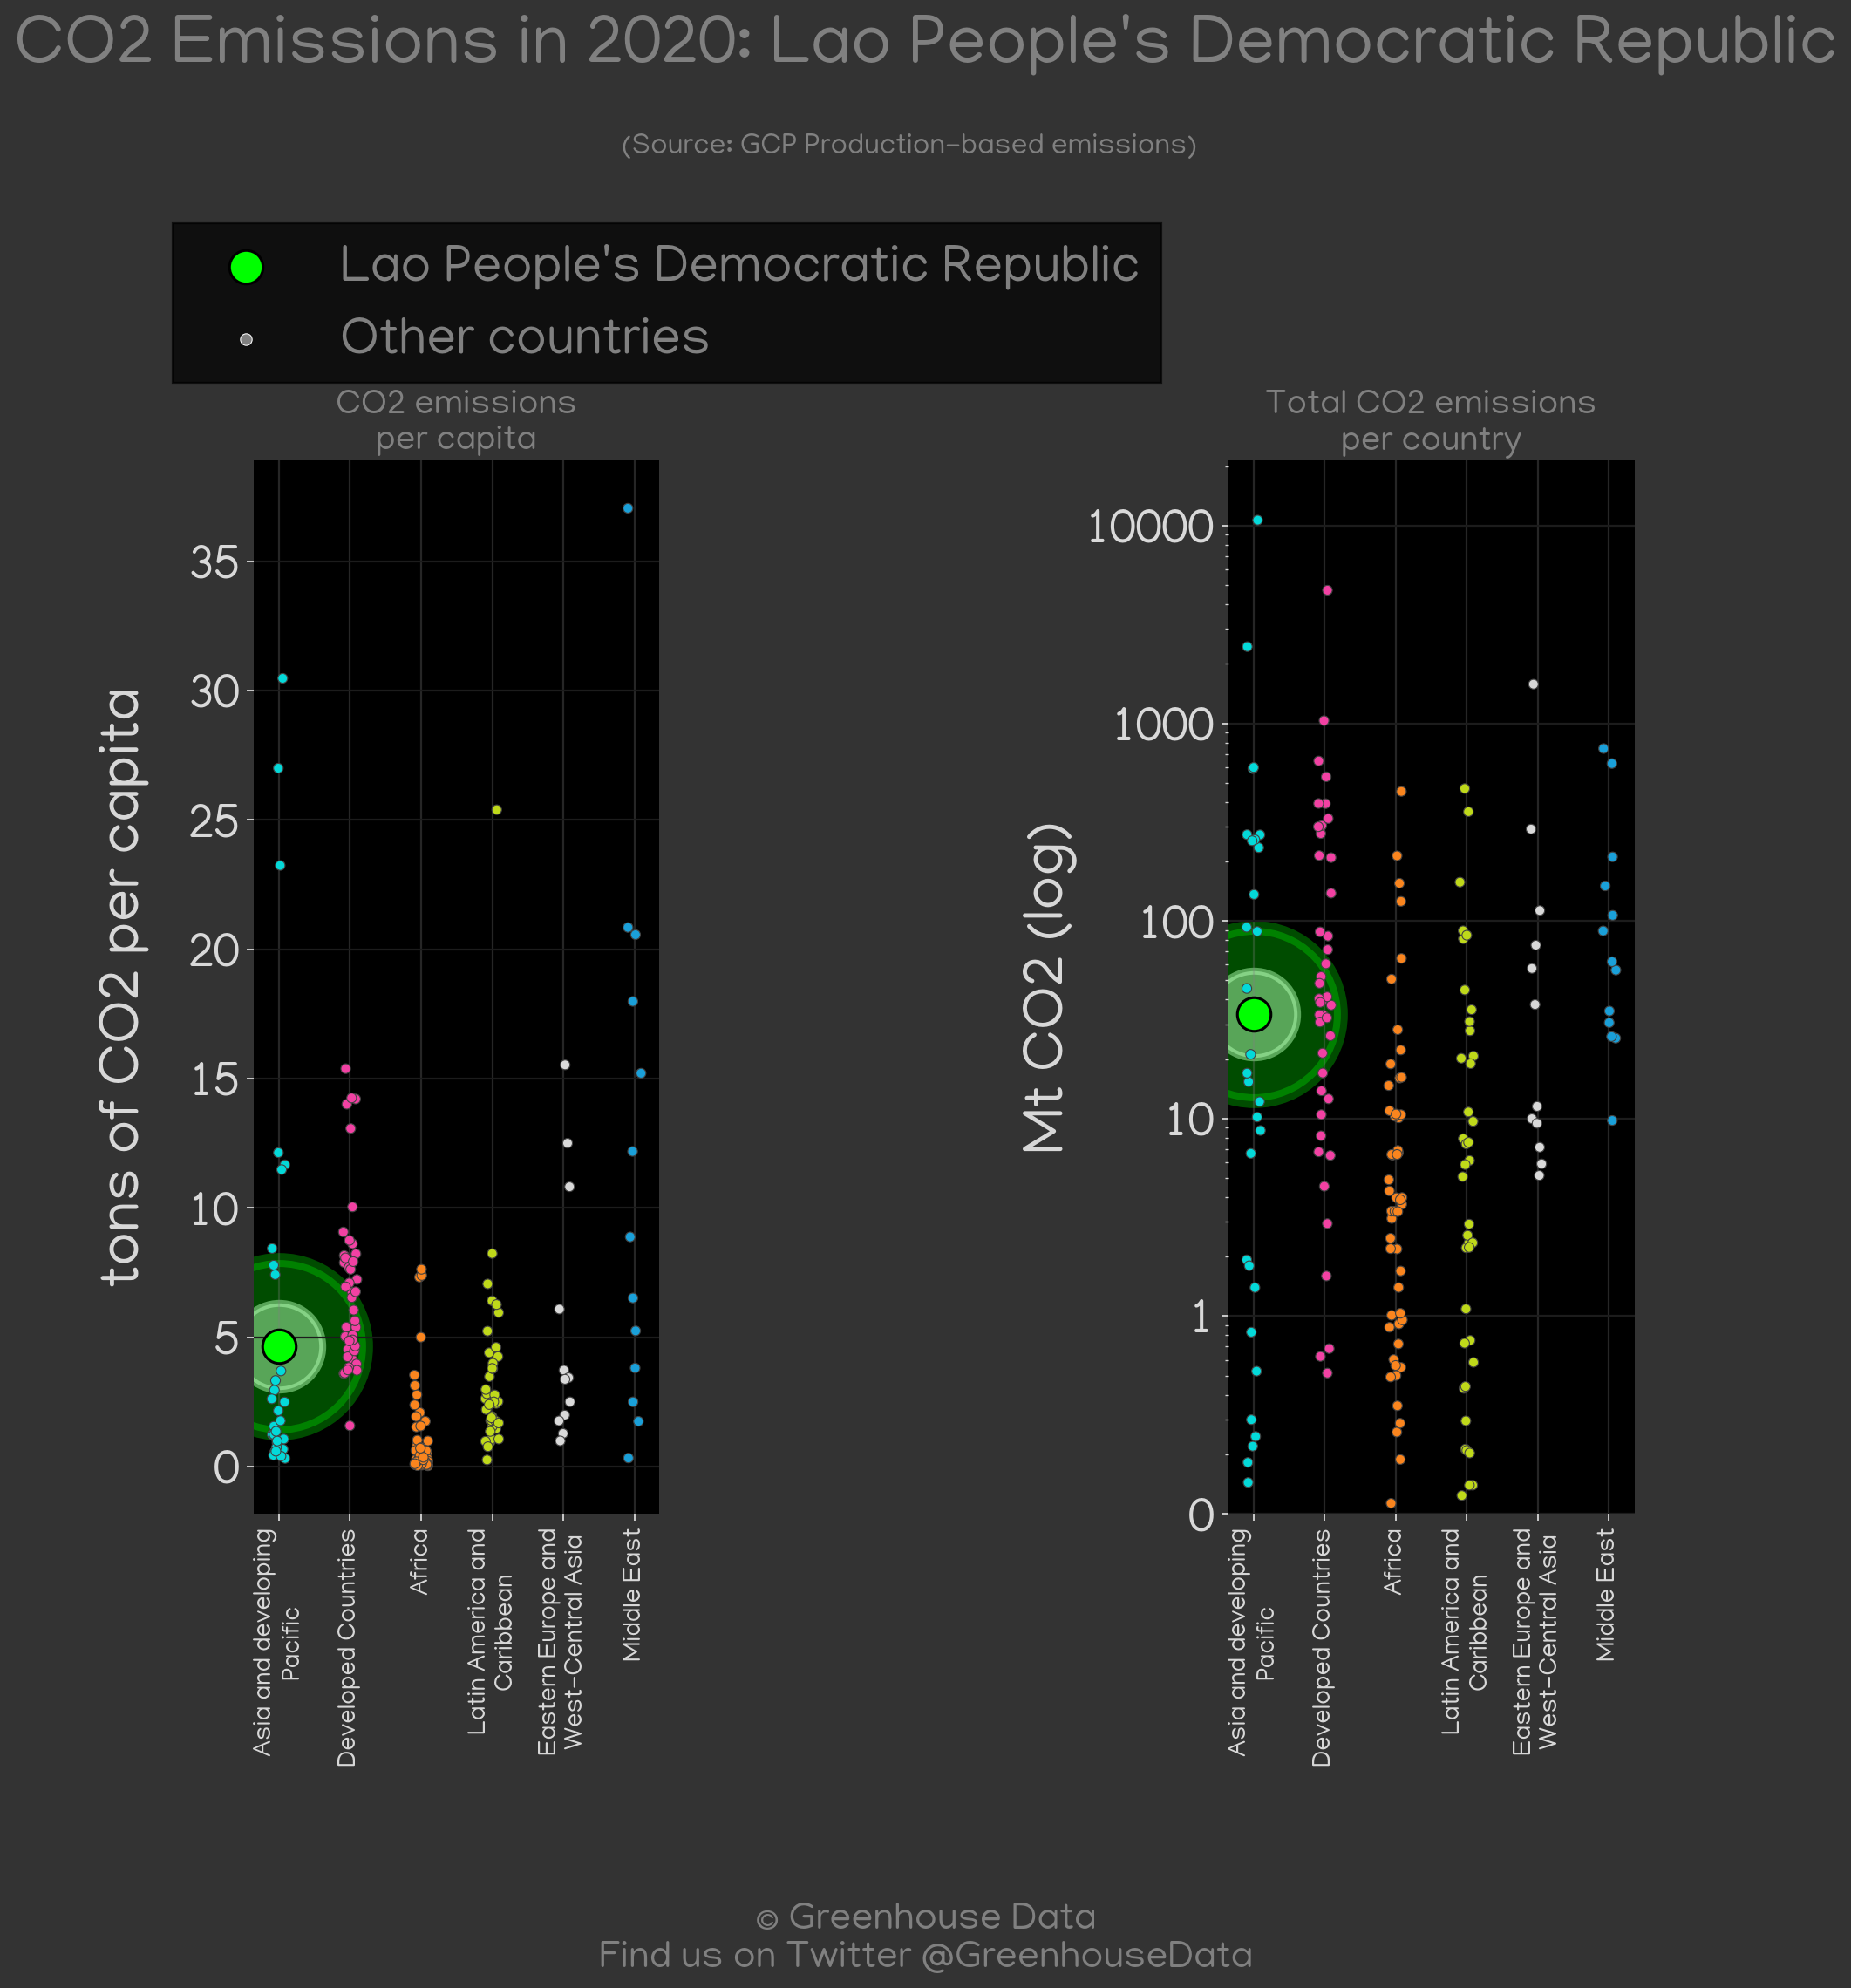 CO2 Emissions in 2020: Lao People's Democratic Republic
(Source: GCP Production-based emissions)
Lao People's Democratic Republic
Other countries
CO2 emissions
per capita
tons of CO2 per capita
35
30
25
20
15
10
5
0
Asia and developing
Pacific
Developed Countries
Africa
Latin America and
Caribbean
Eastern Europe and
West-Central Asia
Middle East
Total CO2 emissions
per country
Mt CO2 (log)
10000
1000
100
10
1
0
Asia and developing
Pacific
Developed Countries
Africa
Latin America and
Caribbean
Eastern Europe and
West-Central Asia
Middle East
© Greenhouse Data
Find us on Twitter @GreenhouseData